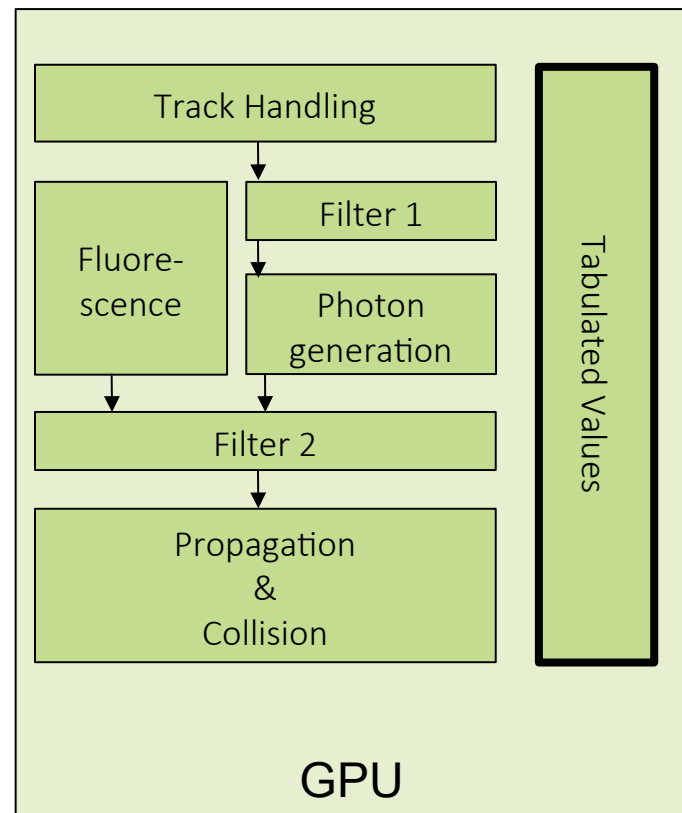 Track Handling
Filter 1
Fluore-
scence
Photon
generation
Filter 2
Propagation
&
Collision
Tabulated Values
GPU